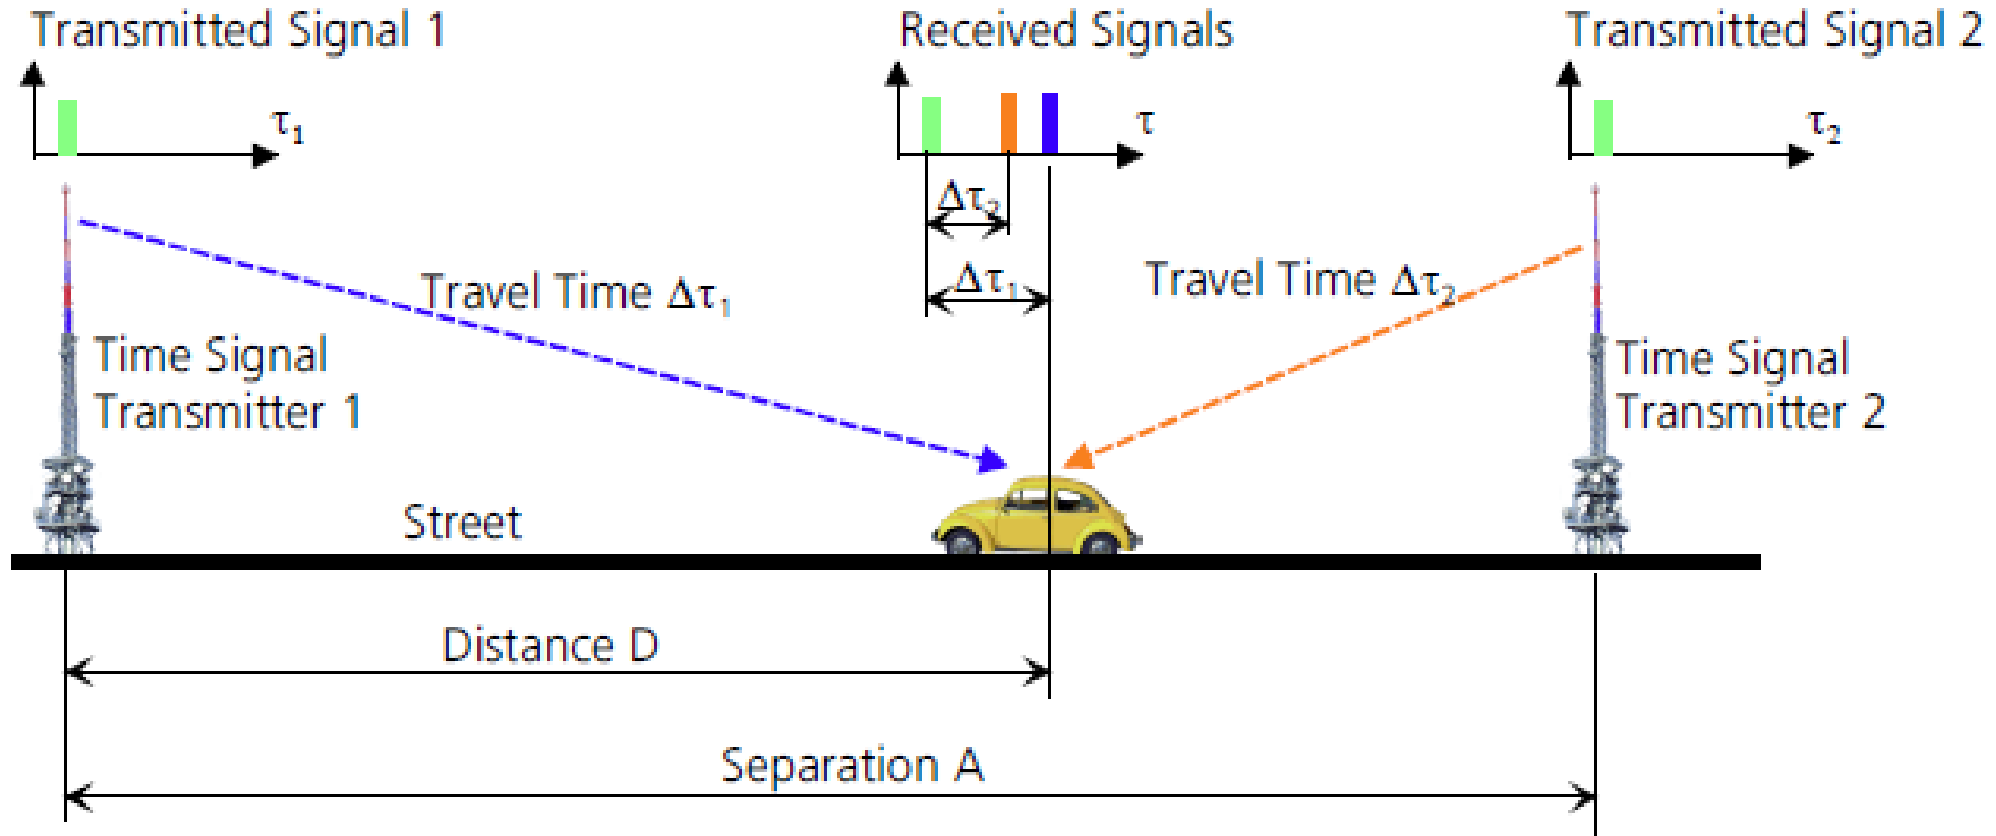 Transmitted Signal 1
Received Signals
Transmitted Signal 2
τ1
τ
τ2
Δτ2
Δτ1
Travel Time Δτ1
Travel Time Δτ2
Time Signal
Transmitter 1
Time Signal
Transmitter 2
Street
Distance D
Separation A